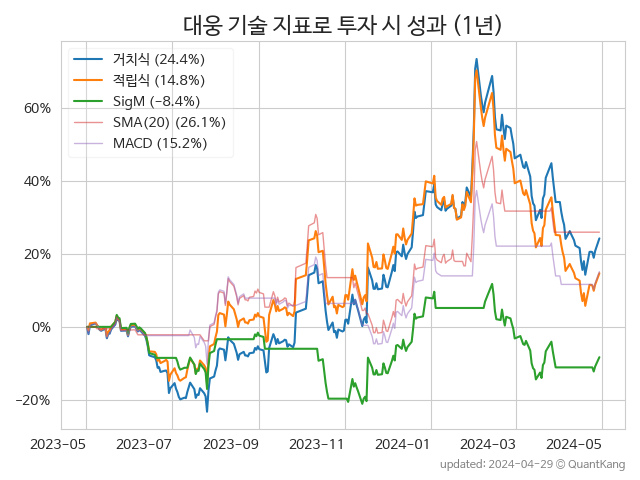 대웅 기술 지표로 투자 시 성과 (1년)
거치식 (24.4%)
적립식 (14.8%)
SigM (−8.4%)
SMA(20) (26.1%)
MACD (15.2%)
60%
40%
20%
0%
−20%
2023-05 2023-07 2023-09 2023-11 2024-01 2024-03 2024-05
updated: 2024-04-29 © QuantKang